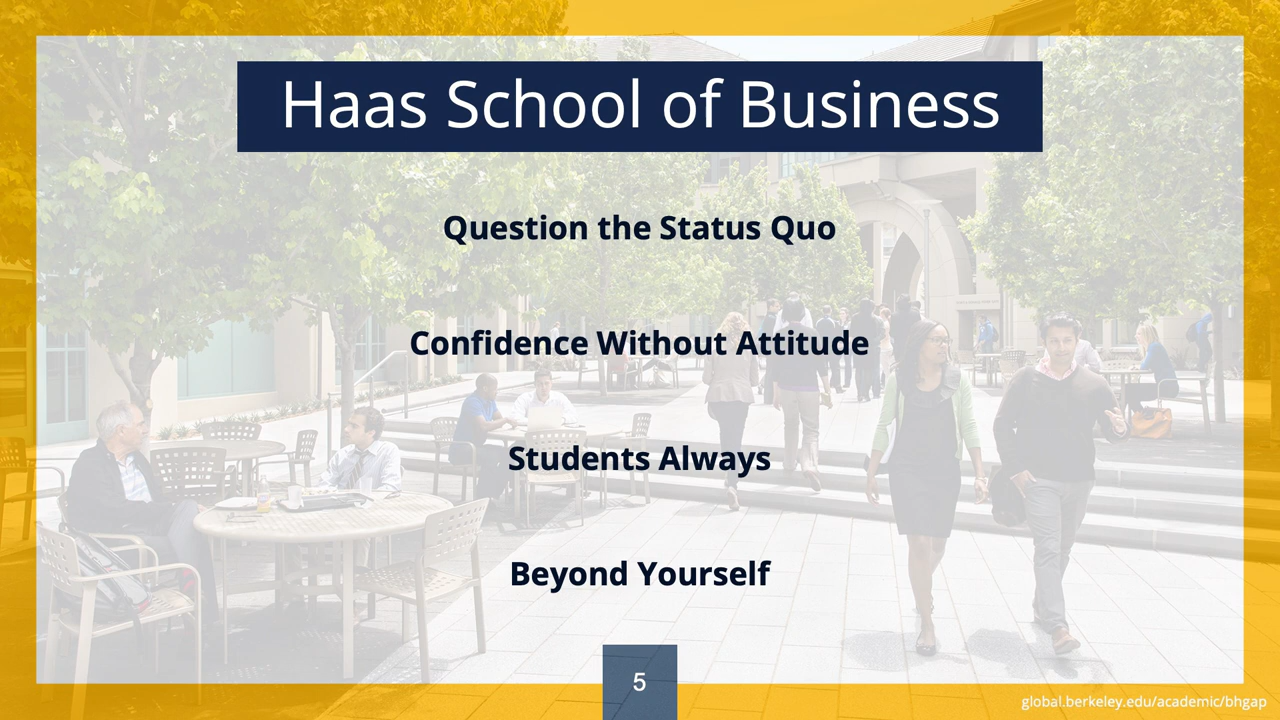 Haas School of Business
Question the Status Quo
Confidence Without Attitude
Students Always
Beyond Yourself
5
global.berkeley.edu/academic/bhgap